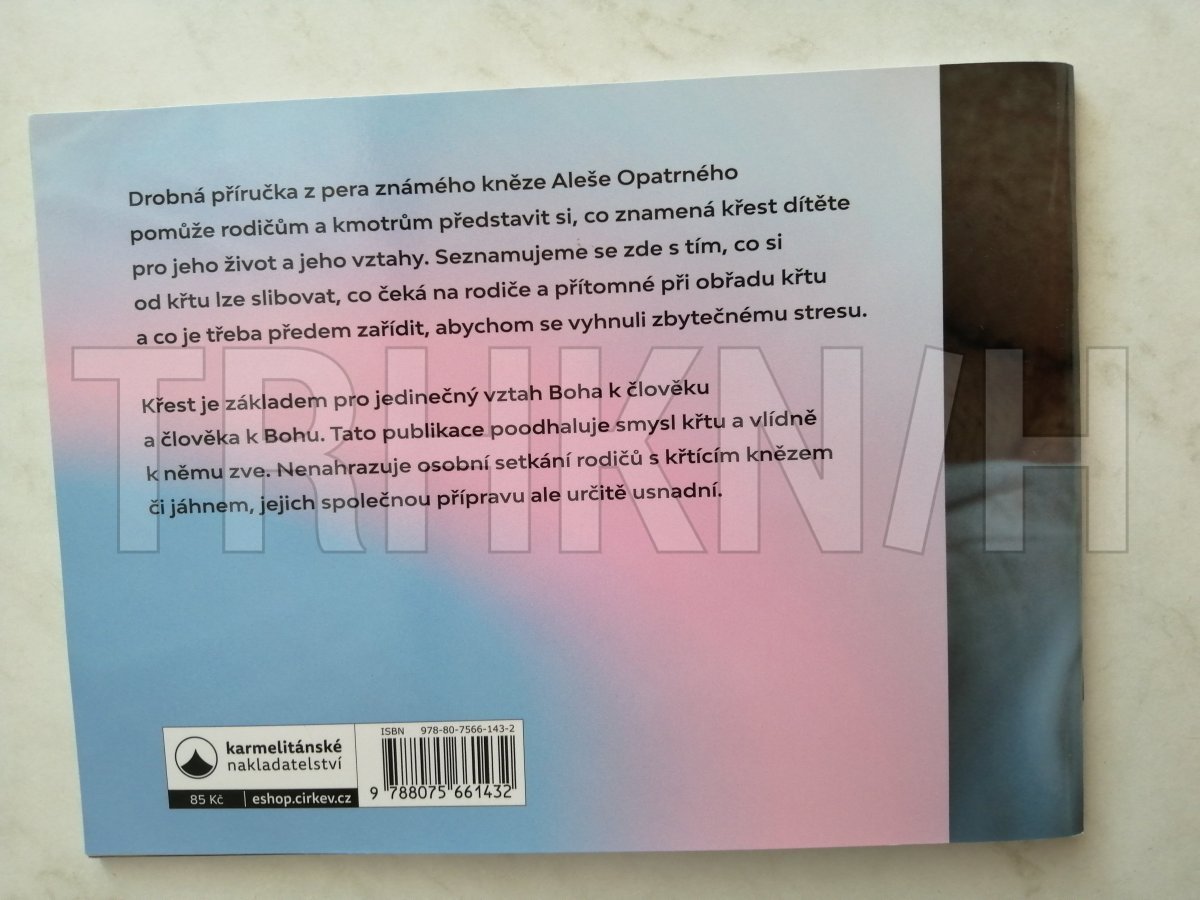 Drobná příručka z pera známého kněze Aleše Opatrného
pomůže rodičům a kmotrům představit si, co znamená křest dítěte
pro jeho život a jeho vztahy. Seznamujeme se zde s tím, co si
od křtu lze slibovat, co čeká na rodiče a přítomné při obřadu křtu
a co je třeba předem zařídit, abychom se vyhnuli zbytečnému stresu.
Křest je základem pro jedinečný vztah Boha k člověku
a člověka k Bohu. Tato publikace poodhaluje smysl křtu a vlídně
k němu zve. Nenahrazuje osobní setkání rodičů s křtícím knězem
či jáhnem, jejich společnou přípravu ale určitě usnadní.
TRHKNIH
karmelitánské
nakladatelství
85 Kč
eshop.cirkev.cz
ISBN 978-80-7566-143-2
9 788075 661432